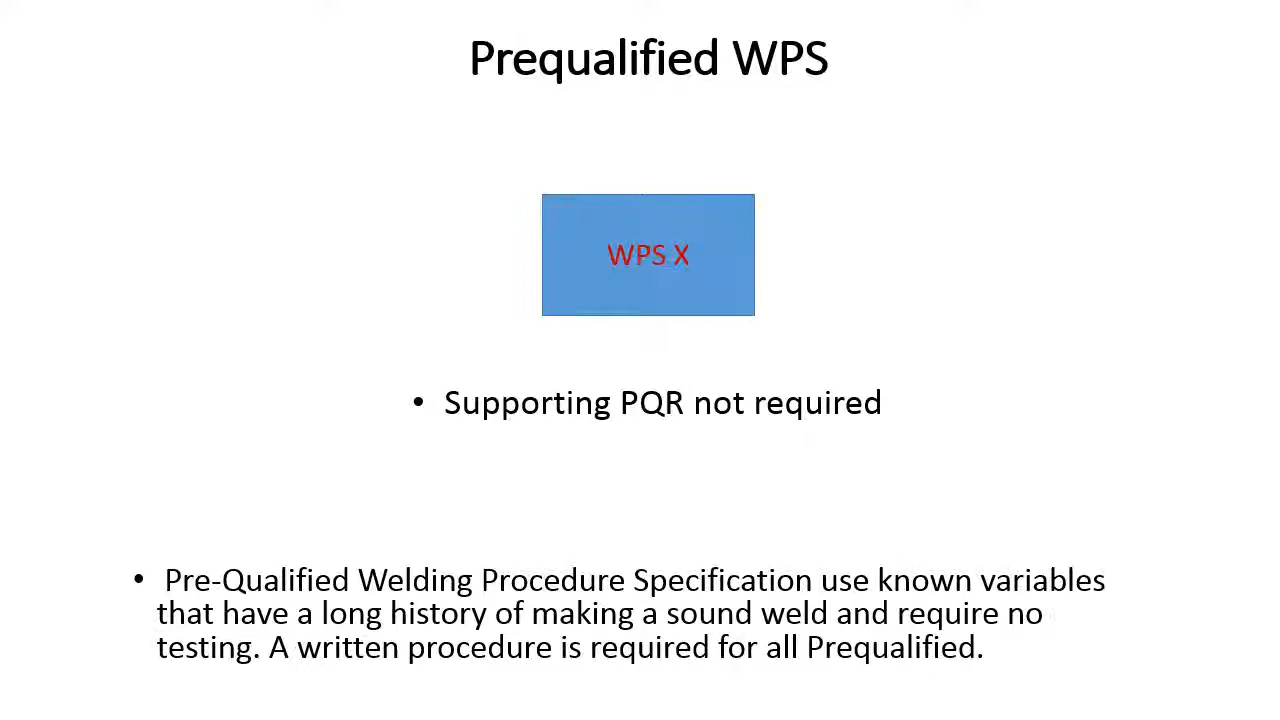 Prequalified WPS
WPS X
• Supporting PQR not required
• Pre-Qualified Welding Procedure Specification use known variables
that have a long history of making a sound weld and require no
testing. A written procedure is required for all Prequalified.